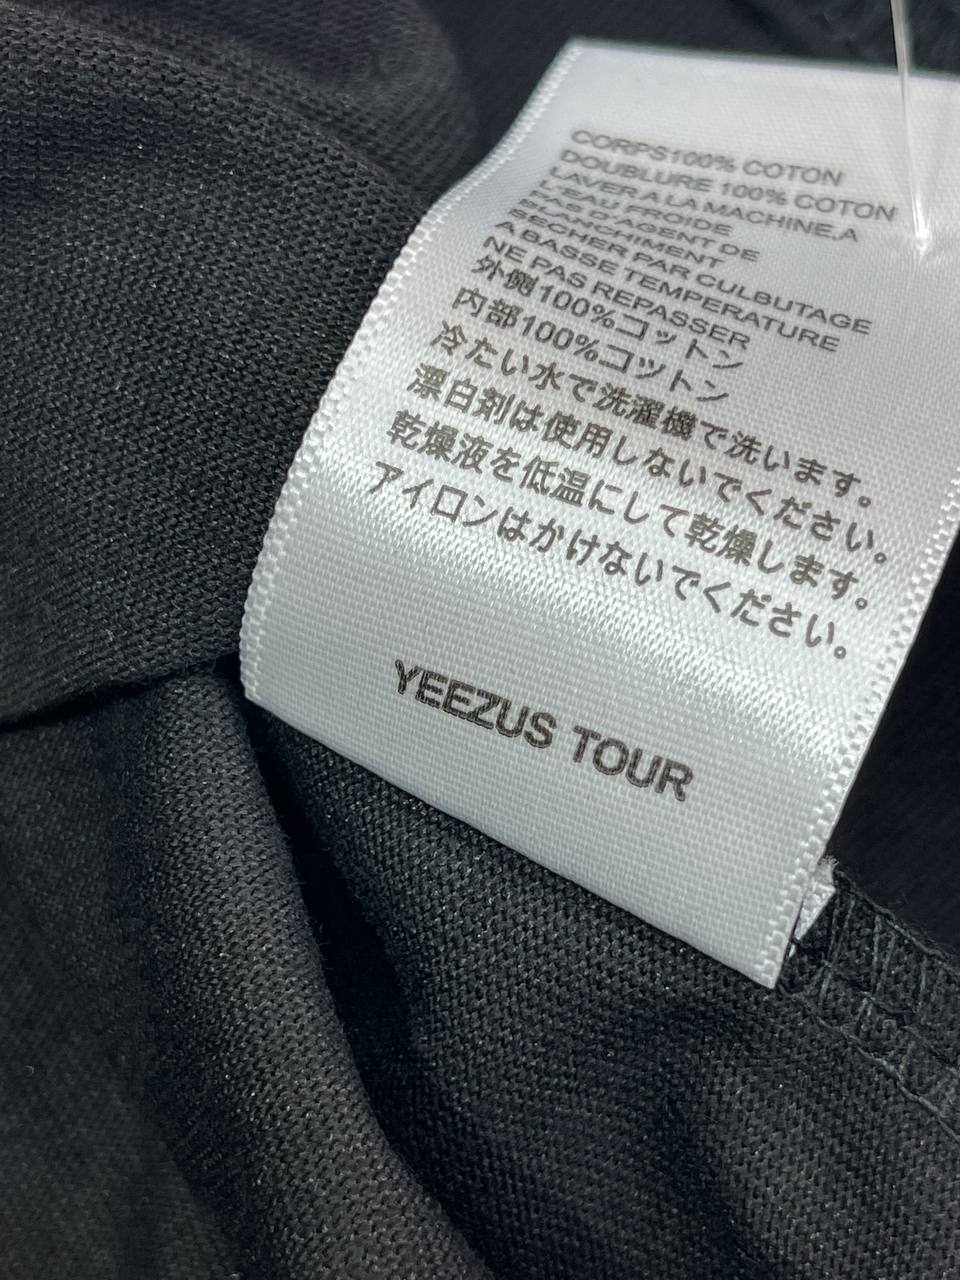 CORPS100% COTON
DOUBLURE 100% COTON
LAVER A LA MACHINE.A
L'EAU FROIDE
PAS D'AGENT DE
BLANCHIMENT
ASECHER PAR CULBUTAGE
A BASSE TEMPERATURE
NE PAS REPASSER
外側100%コットン
内部100%コットン
冷たい水で洗濯機で洗います。
漂白剤は使用しないでください。
乾燥液を低温にして乾燥します。
アイロンはかけないでください。
YEEZUS TOUR